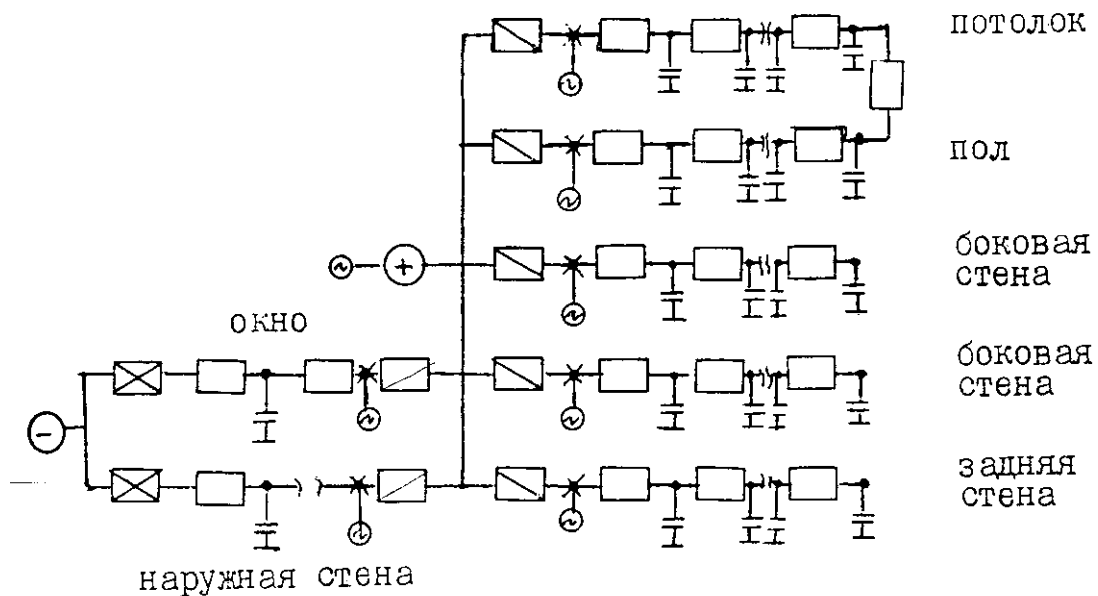 потолок
пол
боковая
стена
окно
боковая
стена
задняя
стена
наружная стена